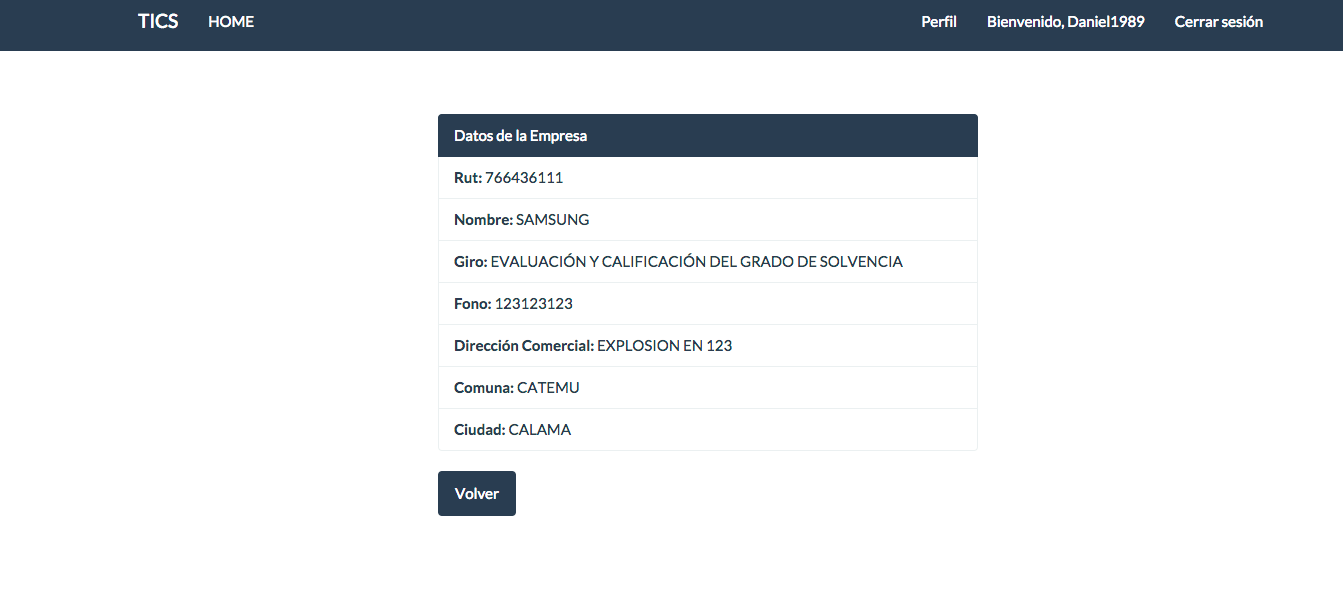 TICS HOME Perfil Bienvenido, Daniel1989 Cerrar sesión
Datos de la Empresa
Rut: 766436111
Nombre: SAMSUNG
Giro: EVALUACIÓN Y CALIFICACIÓN DEL GRADO DE SOLVENCIA
Fono: 123123123
Dirección Comercial: EXPLOSION EN 123
Comuna: CATEMU
Ciudad: CALAMA
Volver